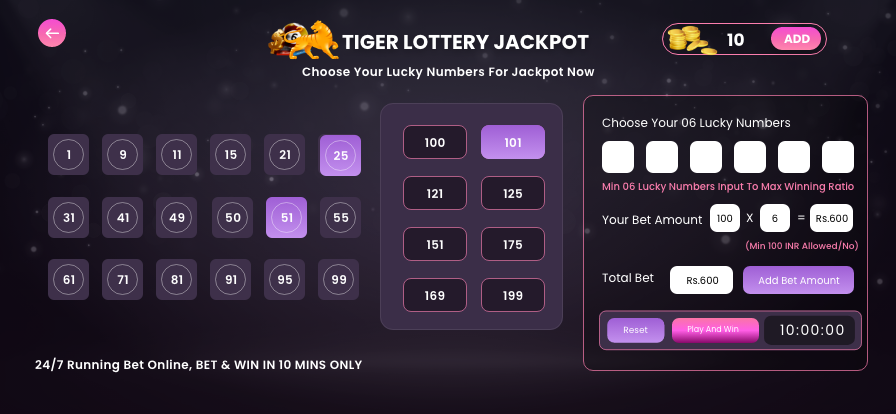 TIGER LOTTERY JACKPOT
10
ADD
Choose Your Lucky Numbers For Jackpot Now
1 9 11 15 21 25
31 41 49 50 51 55
61 71 81 91 95 99
100 101
121 125
151 175
169 199
Choose Your 06 Lucky Numbers
Min 06 Lucky Numbers Input To Max Winning Ratio
Your Bet Amount 100 X 6 = Rs.600
(Min 100 INR Allowed/No)
Total Bet Rs.600 Add Bet Amount
Reset Play And Win 10:00:00
24/7 Running Bet Online, BET & WIN IN 10 MINS ONLY